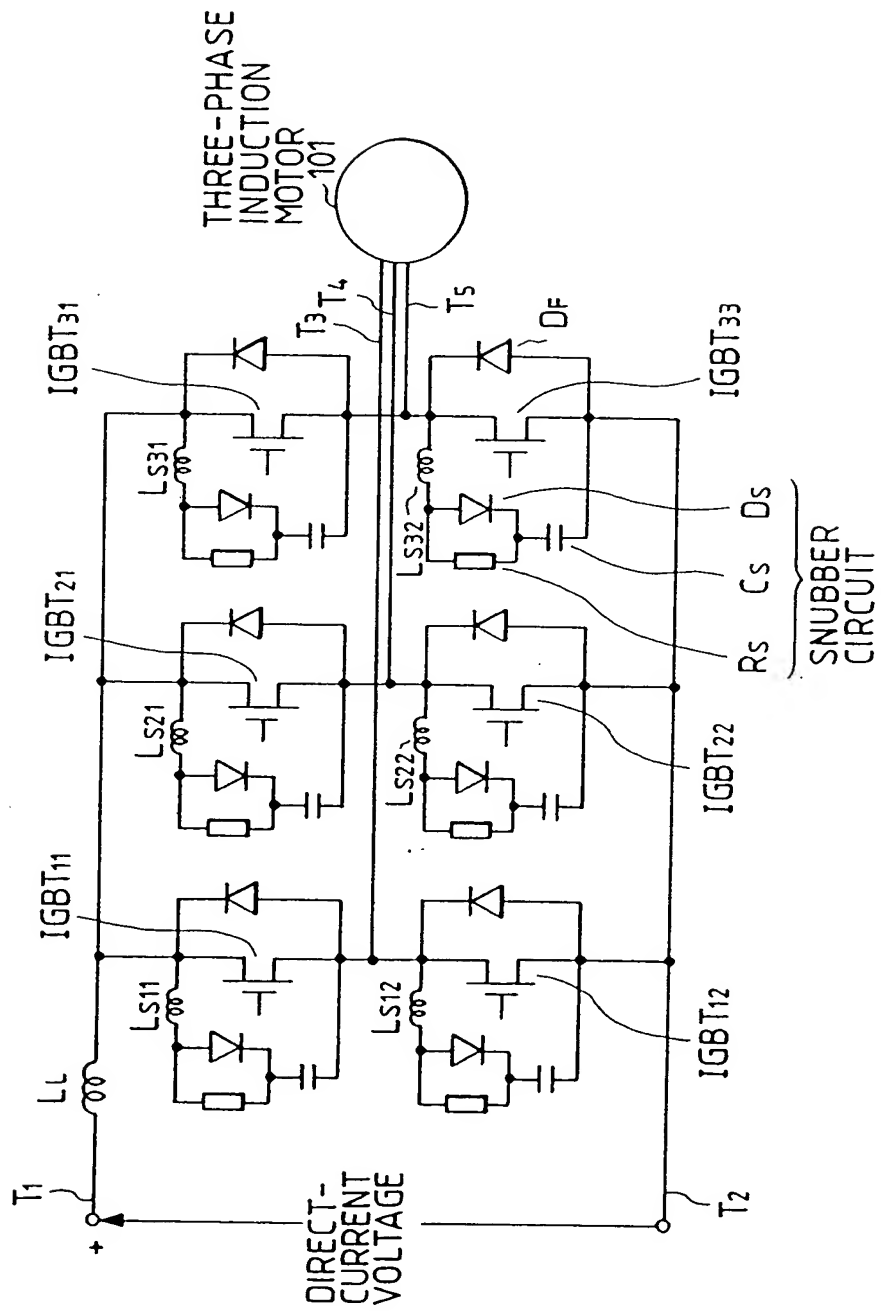 THREE-PHASE
INDUCTION
MOTOR
101
IGBT31
IGBT21
IGBT11
LS31
LS21
LS11
LL
T1
+
T3
T4
T5
DF
DIRECT-
CURRENT
VOLTAGE
LS32
LS22
LS12
IGBT33
IGBT22
IGBT12
T2
DS
CS
RS
SNUBBER
CIRCUIT